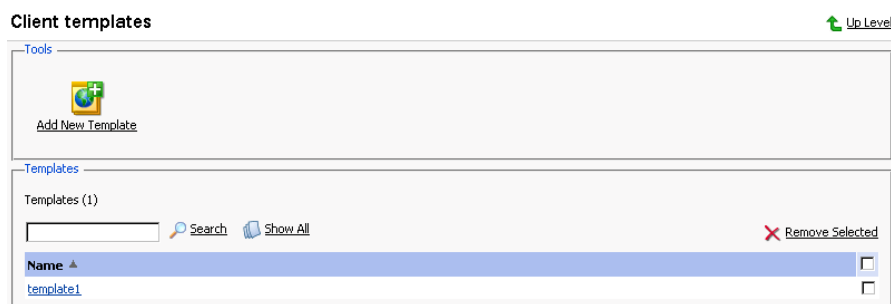 Client templates
Up Level
Tools
Add New Template
Templates
Templates (1)
Search Show All Remove Selected
Name
template1